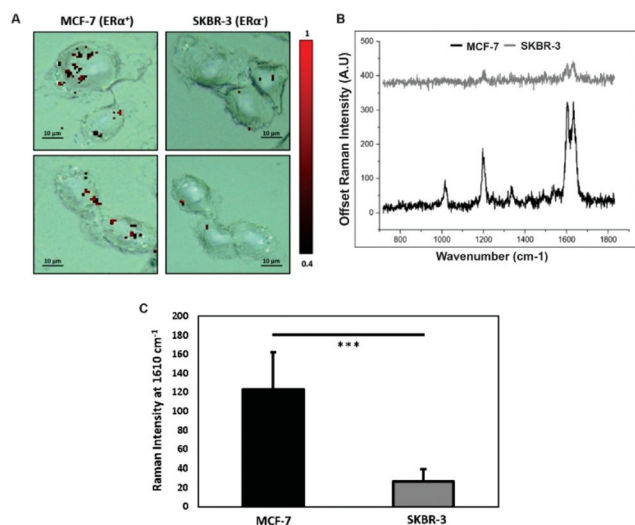 A
MCF-7 (ERα⁺)
SKBR-3 (ERα⁻)
10 µm
10 µm
10 µm
10 µm
1
0.4
B
MCF-7 SKBR-3
Offset Raman Intensity (A.U)
500
400
300
200
100
0
800 1000 1200 1400 1600 1800
Wavenumber (cm-1)
C
Raman Intensity at 1610 cm⁻¹
200
180
160
140
120
100
80
60
40
20
0
***
MCF-7 SKBR-3